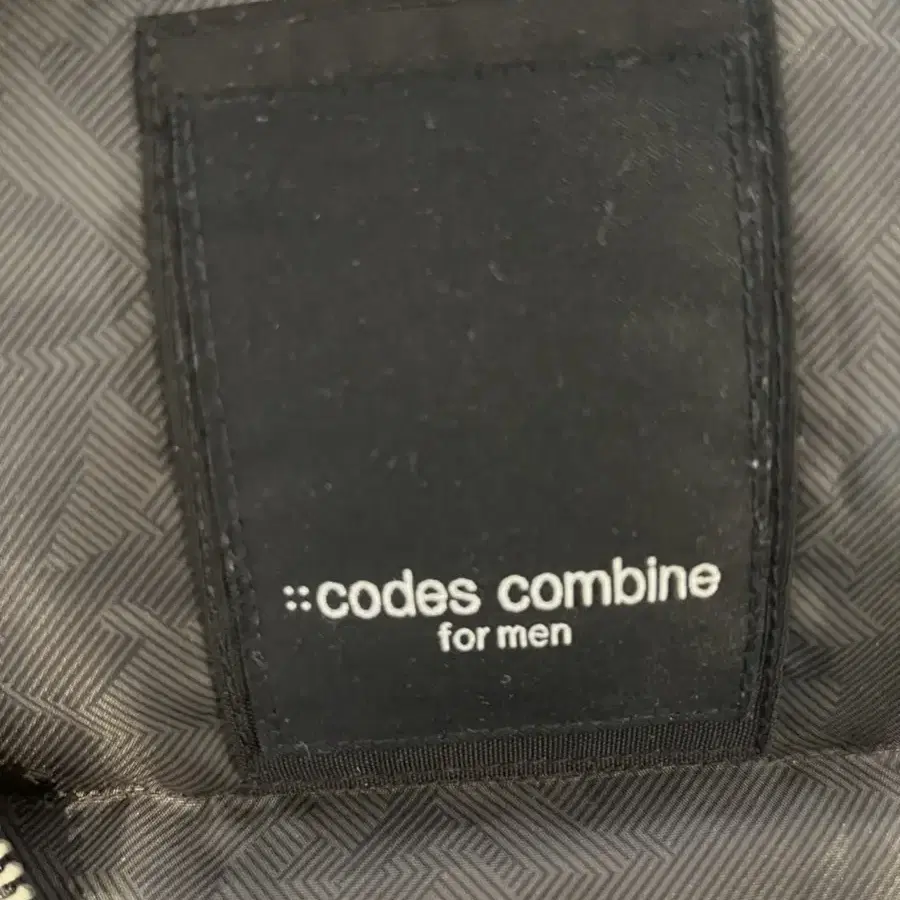 ::codes combine
for men